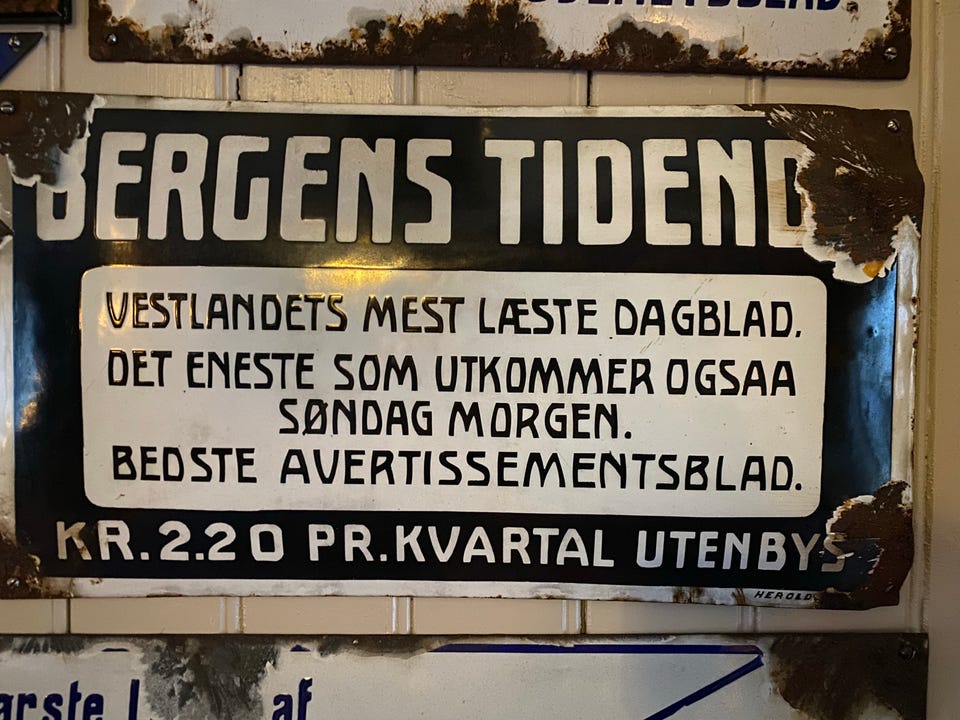 BERGENS TIDEND
VESTLANDETS MEST LÆSTE DAGBLAD.
DET ENESTE SOM UTKOMMER OGSAA
SØNDAG MORGEN.
BEDSTE AVERTISSEMENTSBLAD.
KR. 2.20 PR. KVARTAL UTENBYS
HEROLD
af